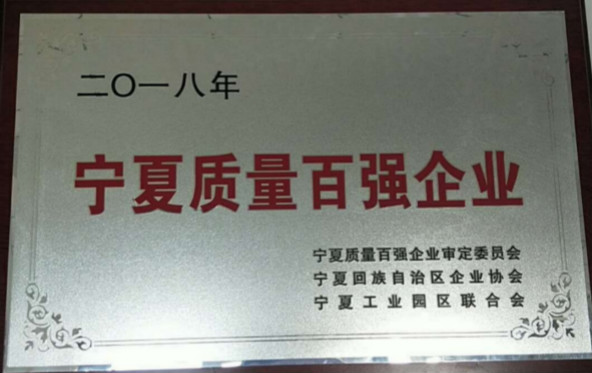 二〇一八年
宁夏质量百强企业
宁夏质量百强企业审定委员会
宁夏回族自治区企业协会
宁夏工业园区联合会